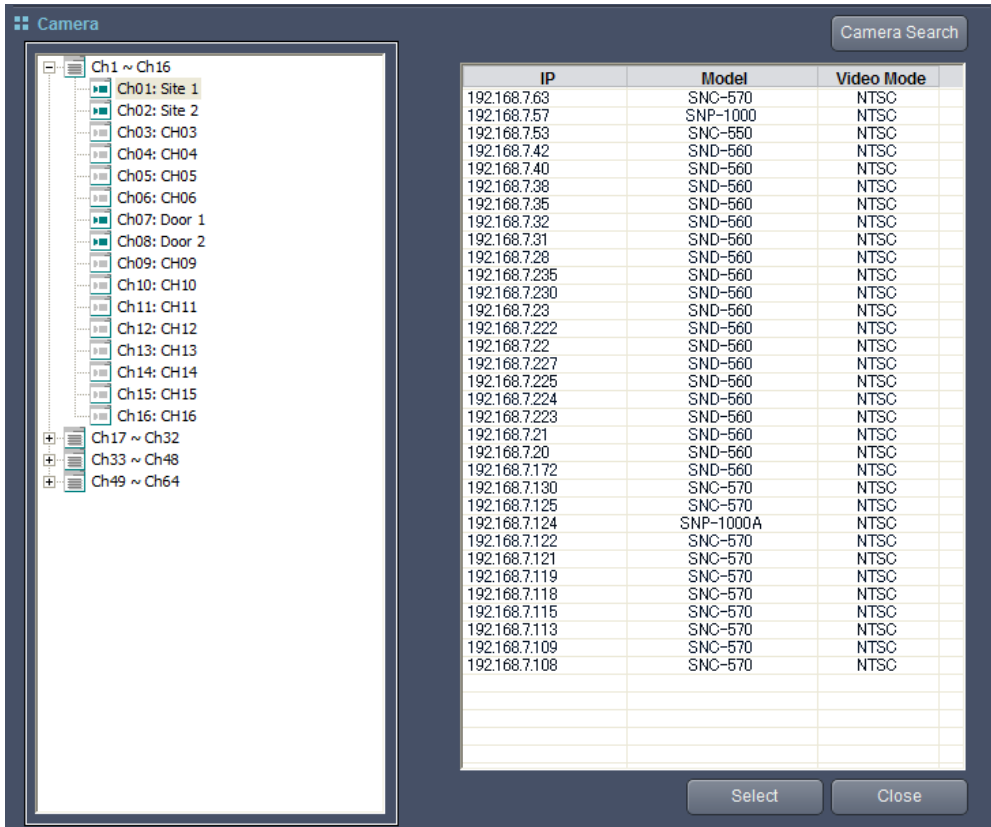 Camera
Camera Search
Ch1 ~ Ch16
Ch01: Site 1
Ch02: Site 2
Ch03: CH03
Ch04: CH04
Ch05: CH05
Ch06: CH06
Ch07: Door 1
Ch08: Door 2
Ch09: CH09
Ch10: CH10
Ch11: CH11
Ch12: CH12
Ch13: CH13
Ch14: CH14
Ch15: CH15
Ch16: CH16
Ch17 ~ Ch32
Ch33 ~ Ch48
Ch49 ~ Ch64
IP Model Video Mode
192.168.7.63 SNC-570 NTSC
192.168.7.57 SNP-1000 NTSC
192.168.7.53 SNC-550 NTSC
192.168.7.42 SND-560 NTSC
192.168.7.40 SND-560 NTSC
192.168.7.38 SND-560 NTSC
192.168.7.35 SND-560 NTSC
192.168.7.32 SND-560 NTSC
192.168.7.31 SND-560 NTSC
192.168.7.28 SND-560 NTSC
192.168.7.235 SND-560 NTSC
192.168.7.230 SND-560 NTSC
192.168.7.23 SND-560 NTSC
192.168.7.222 SND-560 NTSC
192.168.7.22 SND-560 NTSC
192.168.7.227 SND-560 NTSC
192.168.7.225 SND-560 NTSC
192.168.7.224 SND-560 NTSC
192.168.7.223 SND-560 NTSC
192.168.7.21 SND-560 NTSC
192.168.7.20 SND-560 NTSC
192.168.7.172 SND-560 NTSC
192.168.7.130 SNC-570 NTSC
192.168.7.125 SNC-570 NTSC
192.168.7.124 SNP-1000A NTSC
192.168.7.122 SNC-570 NTSC
192.168.7.121 SNC-570 NTSC
192.168.7.119 SNC-570 NTSC
192.168.7.118 SNC-570 NTSC
192.168.7.115 SNC-570 NTSC
192.168.7.113 SNC-570 NTSC
192.168.7.109 SNC-570 NTSC
192.168.7.108 SNC-570 NTSC
Select
Close